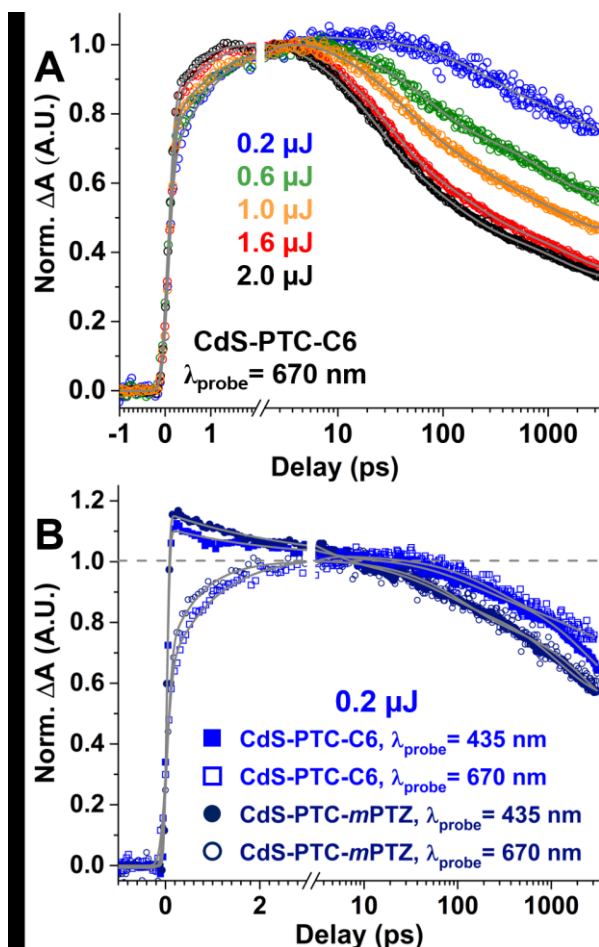 A
1.0
0.8
0.6
0.4
0.2
0.0
Norm. ΔA (A.U.)
0.2 µJ
0.6 µJ
1.0 µJ
1.6 µJ
2.0 µJ
CdS-PTC-C6
λprobe= 670 nm
-1 0 1 10 100 1000
Delay (ps)
B
1.2
1.0
0.8
0.6
0.4
0.2
0.0
Norm. ΔA (A.U.)
0.2 µJ
CdS-PTC-C6, λprobe= 435 nm
CdS-PTC-C6, λprobe= 670 nm
CdS-PTC-mPTZ, λprobe= 435 nm
CdS-PTC-mPTZ, λprobe= 670 nm
0 2 10 100 1000
Delay (ps)